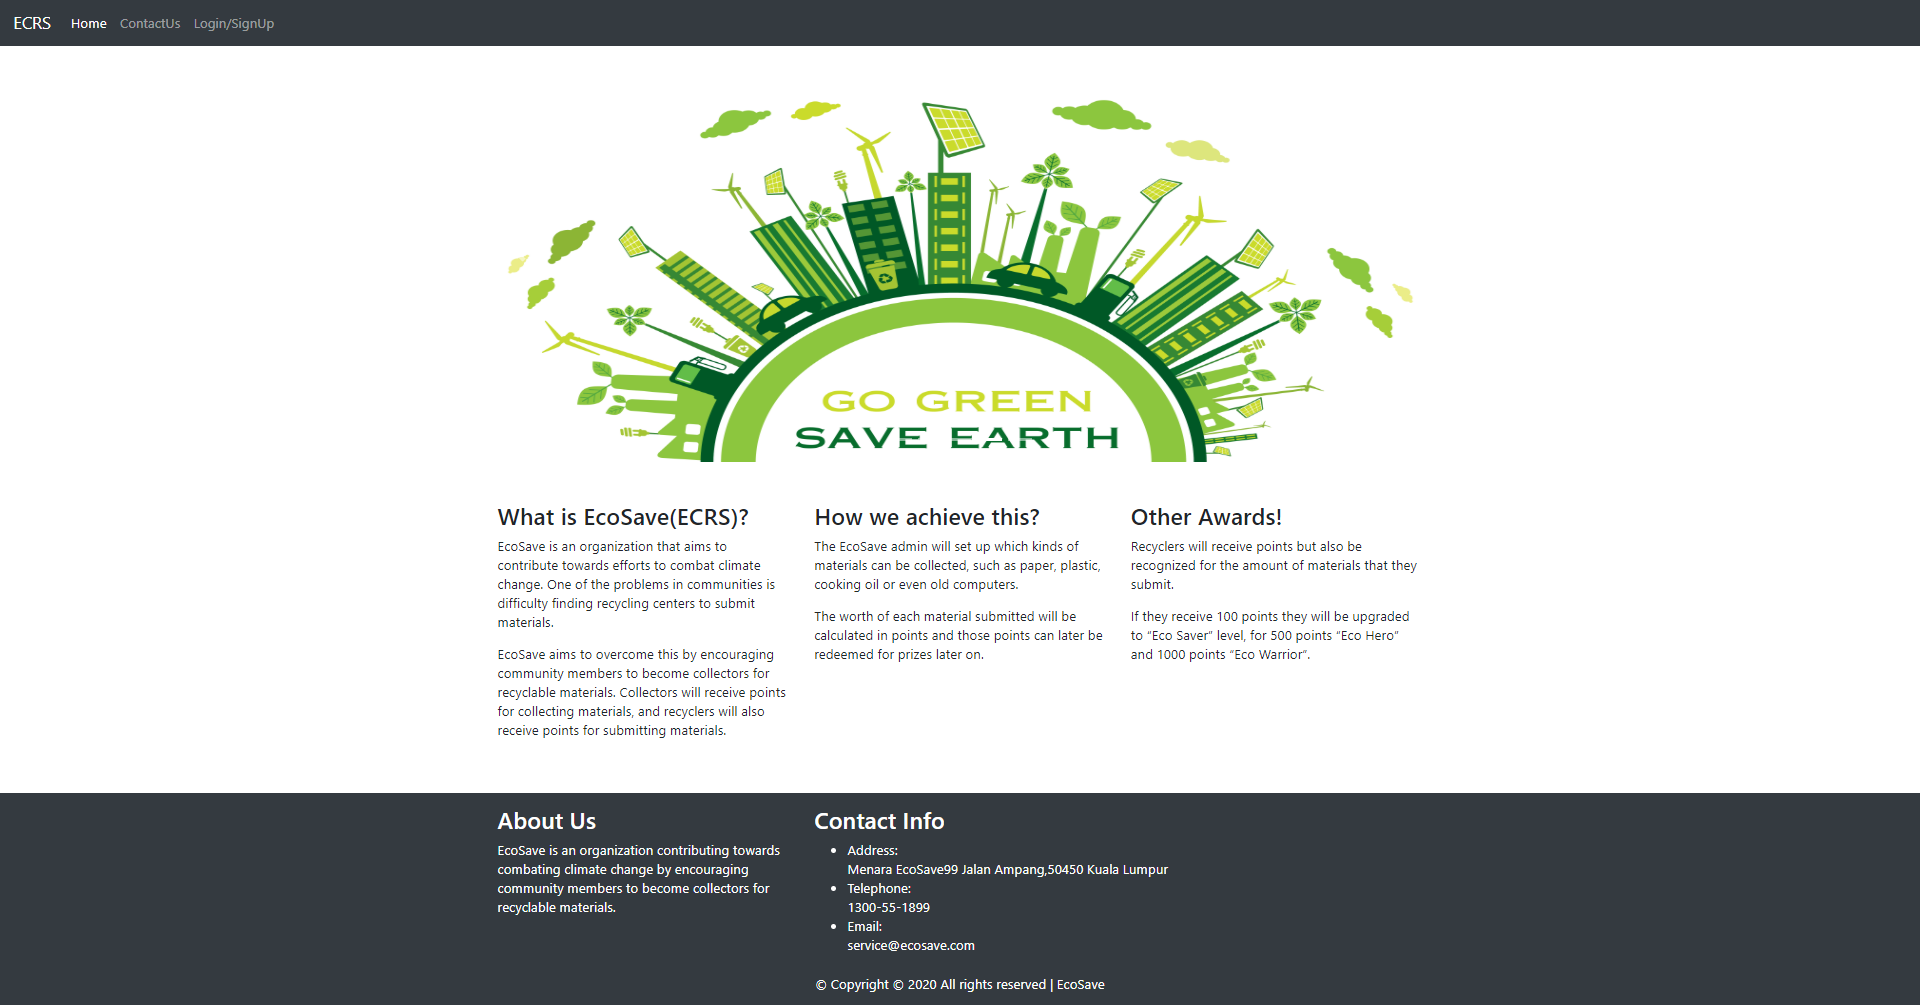 ECRS Home ContactUs Login/SignUp
GO GREEN
SAVE EARTH
What is EcoSave(ECRS)?
EcoSave is an organization that aims to
contribute towards efforts to combat climate
change. One of the problems in communities is
difficulty finding recycling centers to submit
materials.
EcoSave aims to overcome this by encouraging
community members to become collectors for
recyclable materials. Collectors will receive points
for collecting materials, and recyclers will also
receive points for submitting materials.
How we achieve this?
The EcoSave admin will set up which kinds of
materials can be collected, such as paper, plastic,
cooking oil or even old computers.
The worth of each material submitted will be
calculated in points and those points can later be
redeemed for prizes later on.
Other Awards!
Recyclers will receive points but also be
recognized for the amount of materials that they
submit.
If they receive 100 points they will be upgraded
to “Eco Saver” level, for 500 points “Eco Hero”
and 1000 points “Eco Warrior”.
About Us
EcoSave is an organization contributing towards
combating climate change by encouraging
community members to become collectors for
recyclable materials.
Contact Info
• Address:
Menara EcoSave99 Jalan Ampang,50450 Kuala Lumpur
• Telephone:
1300-55-1899
• Email:
service@ecosave.com
© Copyright © 2020 All rights reserved | EcoSave